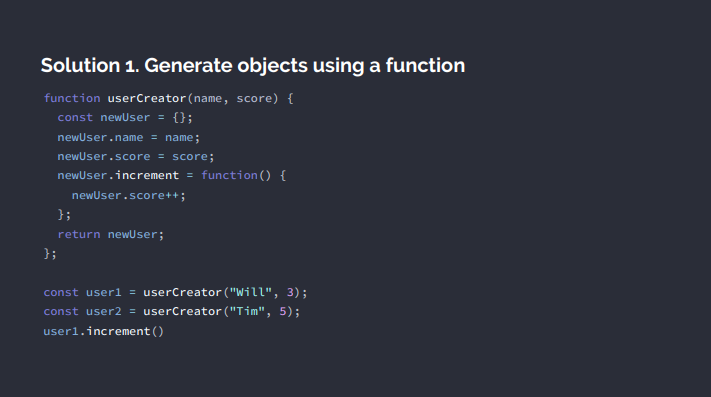 Solution 1. Generate objects using a function
function userCreator(name, score) {
  const newUser = {};
  newUser.name = name;
  newUser.score = score;
  newUser.increment = function() {
    newUser.score++;
  };
  return newUser;
};

const user1 = userCreator("Will", 3);
const user2 = userCreator("Tim", 5);
user1.increment()